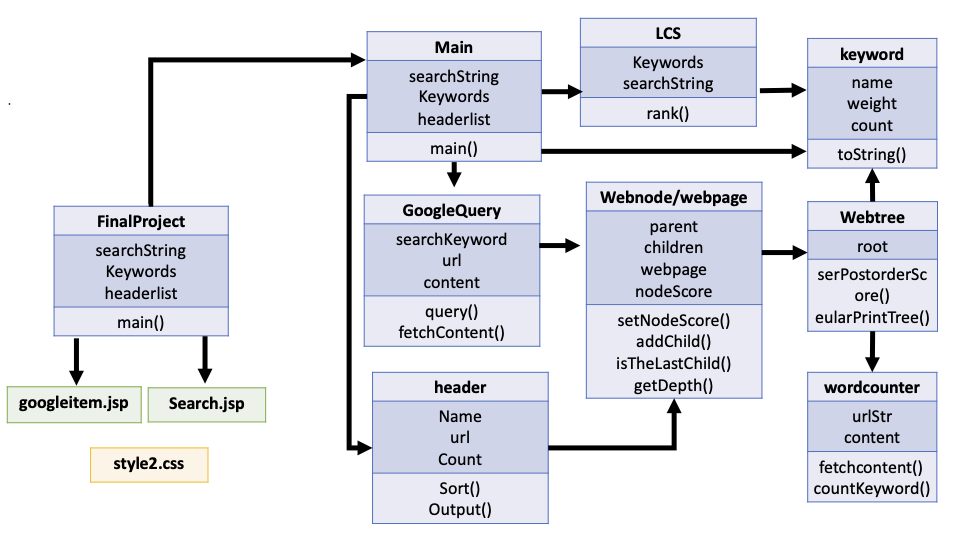 Main
searchString
Keywords
headerlist
main()
LCS
Keywords
searchString
rank()
keyword
name
weight
count
toString()
FinalProject
searchString
Keywords
headerlist
main()
GoogleQuery
searchKeyword
url
content
query()
fetchContent()
Webnode/webpage
parent
children
webpage
nodeScore
setNodeScore()
addChild()
isTheLastChild()
getDepth()
Webtree
root
serPostorderSc
ore()
eularPrintTree()
googleitem.jsp
Search.jsp
style2.css
header
Name
url
Count
Sort()
Output()
wordcounter
urlStr
content
fetchcontent()
countKeyword()